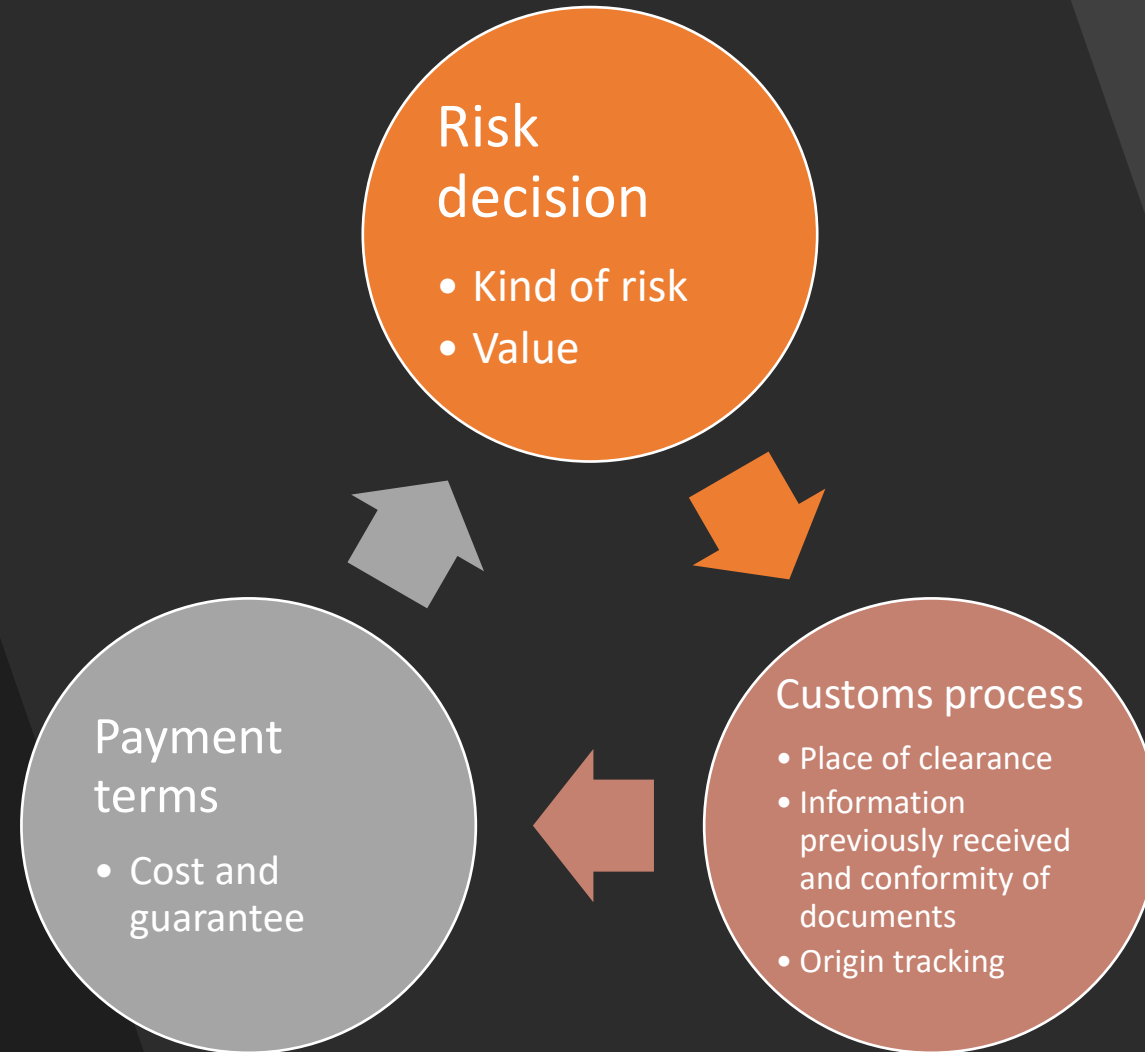 Risk
decision
• Kind of risk
• Value
Customs process
• Place of clearance
• Information
previously received
and conformity of
documents
• Origin tracking
Payment
terms
• Cost and
guarantee